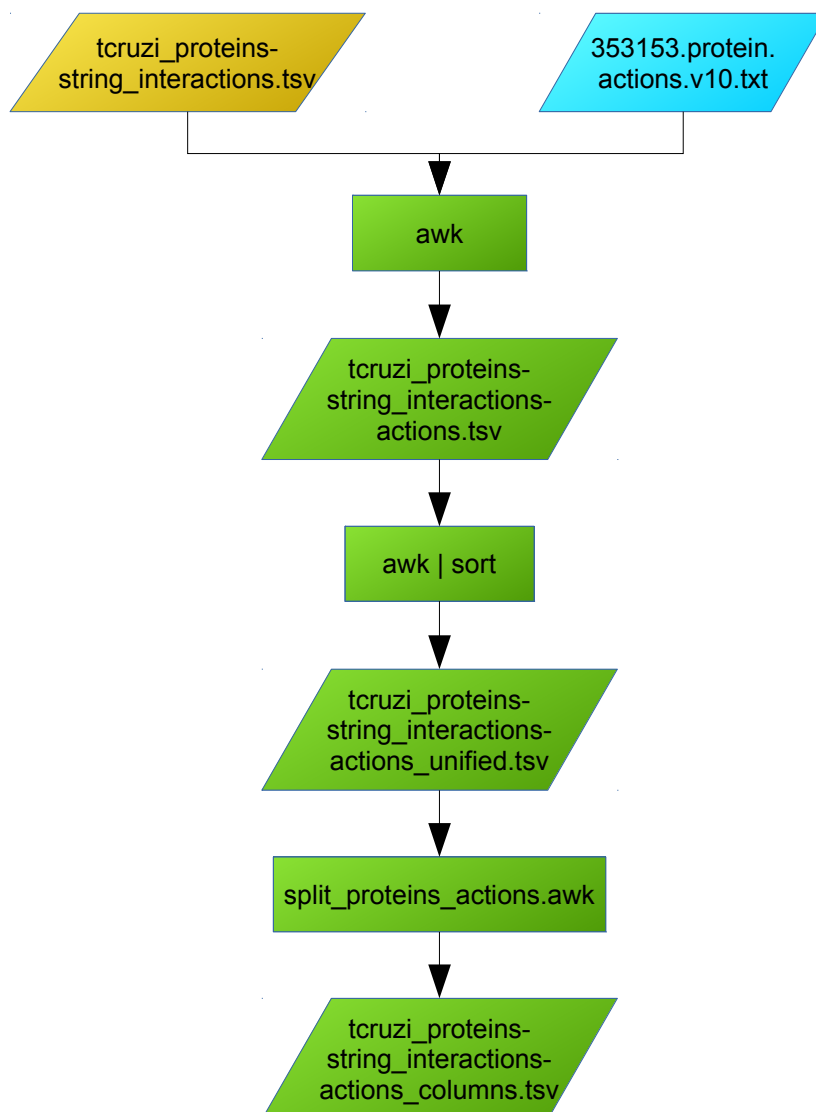 tcruzi_proteins-
string_interactions.tsv
353153.protein.
actions.v10.txt
awk
tcruzi_proteins-
string_interactions-
actions.tsv
awk | sort
tcruzi_proteins-
string_interactions-
actions_unified.tsv
split_proteins_actions.awk
tcruzi_proteins-
string_interactions-
actions_columns.tsv